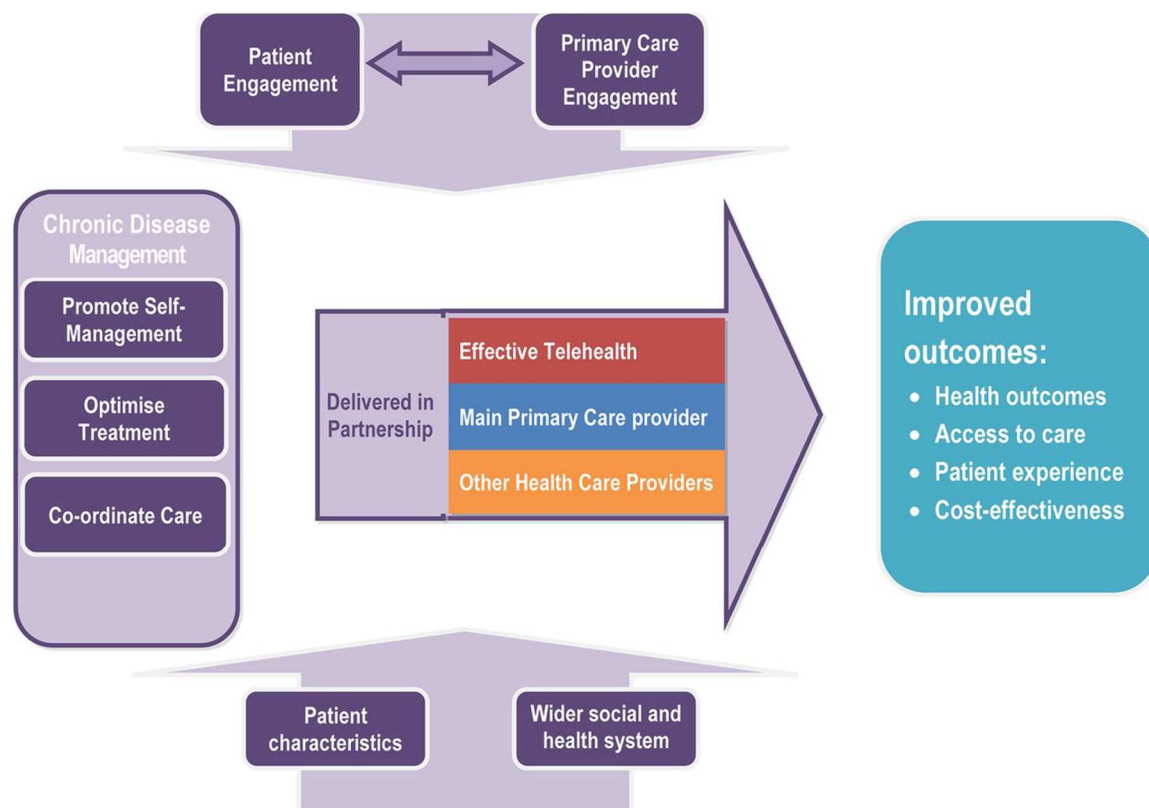 Patient
Engagement
Primary Care
Provider
Engagement
Chronic Disease
Management
Promote Self-
Management
Optimise
Treatment
Co-ordinate Care
Delivered in
Partnership
Effective Telehealth
Main Primary Care provider
Other Health Care Providers
Improved
outcomes:
• Health outcomes
• Access to care
• Patient experience
• Cost-effectiveness
Patient
characteristics
Wider social and
health system